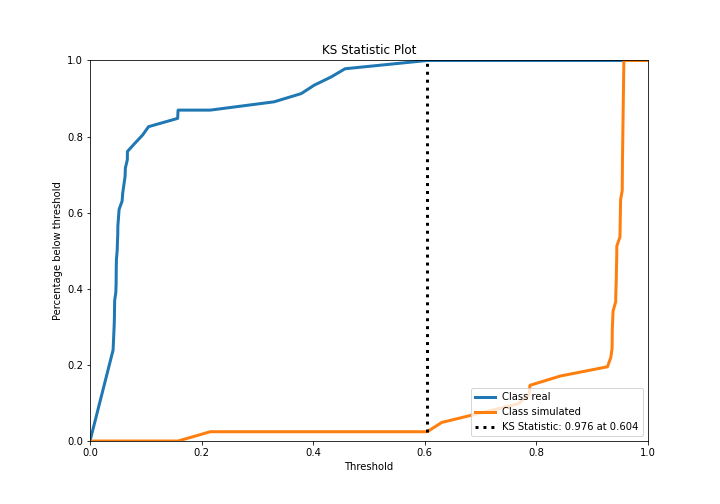 KS Statistic Plot
1.0
0.8
0.6
0.4
0.2
0.0
Percentage below threshold
0.0 0.2 0.4 0.6 0.8 1.0
Threshold
Class real
Class simulated
KS Statistic: 0.976 at 0.604